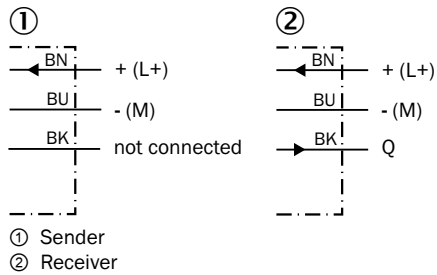 ① ②
BN + (L+) BN + (L+)
BU - (M) BU - (M)
BK not connected BK Q
① Sender
② Receiver